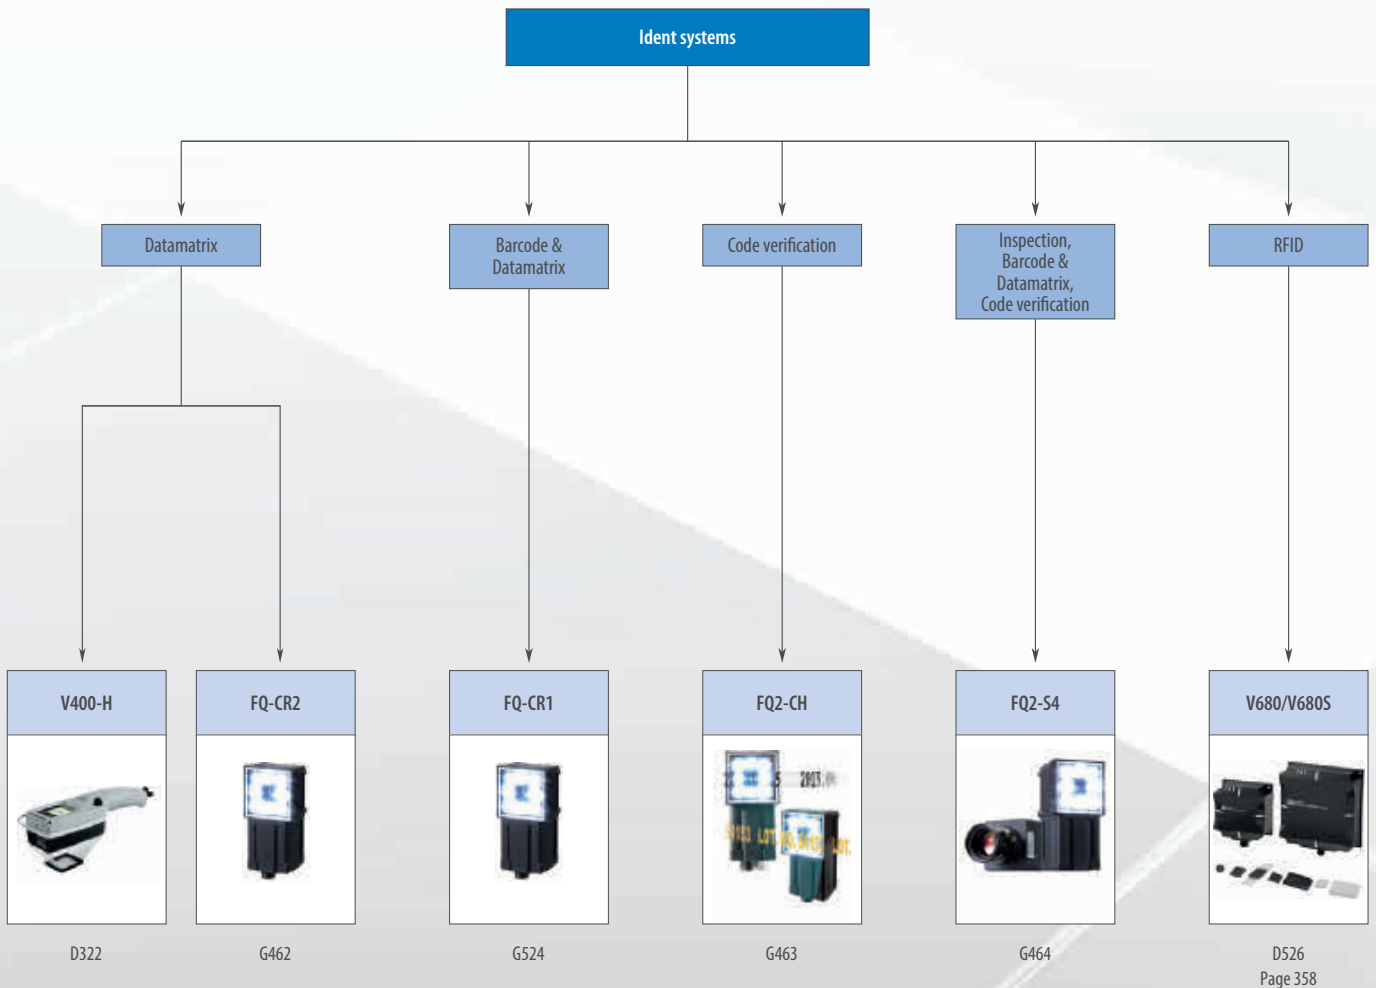 Ident systems
Datamatrix
Barcode &
Datamatrix
Code verification
Inspection,
Barcode &
Datamatrix,
Code verification
RFID
V400-H
FQ-CR2
FQ-CR1
FQ2-CH
FQ2-S4
V680/V680S
D322
G462
G524
G463
G464
D526
Page 358